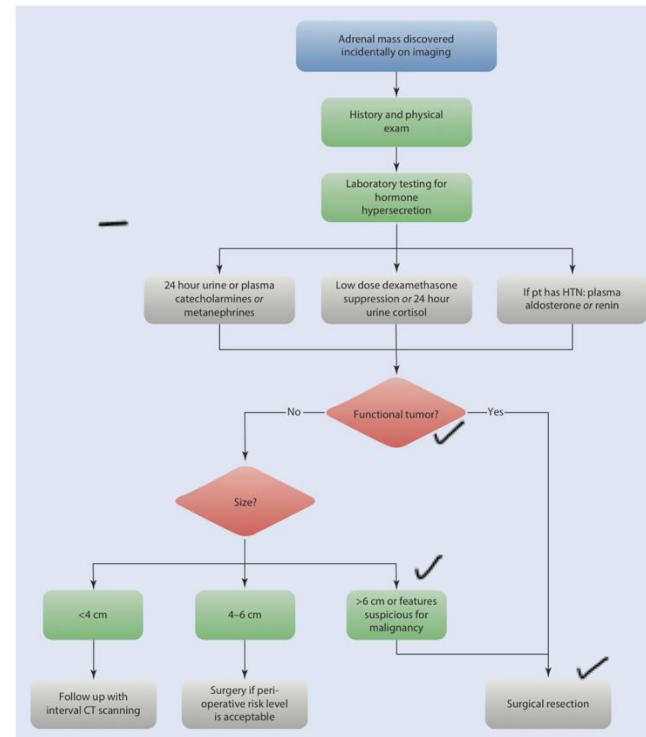 Adrenal mass discovered
incidentally on imaging
History and physical
exam
Laboratory testing for
hormone
hypersecretion
24 hour urine or plasma
catecholarmines or
metanephrines
Low dose dexamethasone
suppression or 24 hour
urine cortisol
If pt has HTN: plasma
aldosterone or renin
No
Functional tumor?
Yes
Size?
<4 cm
4–6 cm
>6 cm or features
suspicious for
malignancy
Follow up with
interval CT scanning
Surgery if peri-
operative risk level
is acceptable
Surgical resection